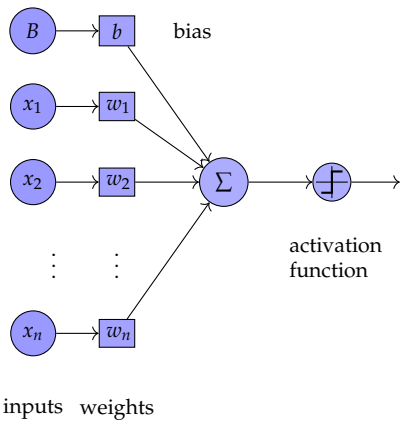 B b bias
x₁ w₁
x₂ w₂ Σ
activation
function
⋮ ⋮
xₙ wₙ
inputs weights